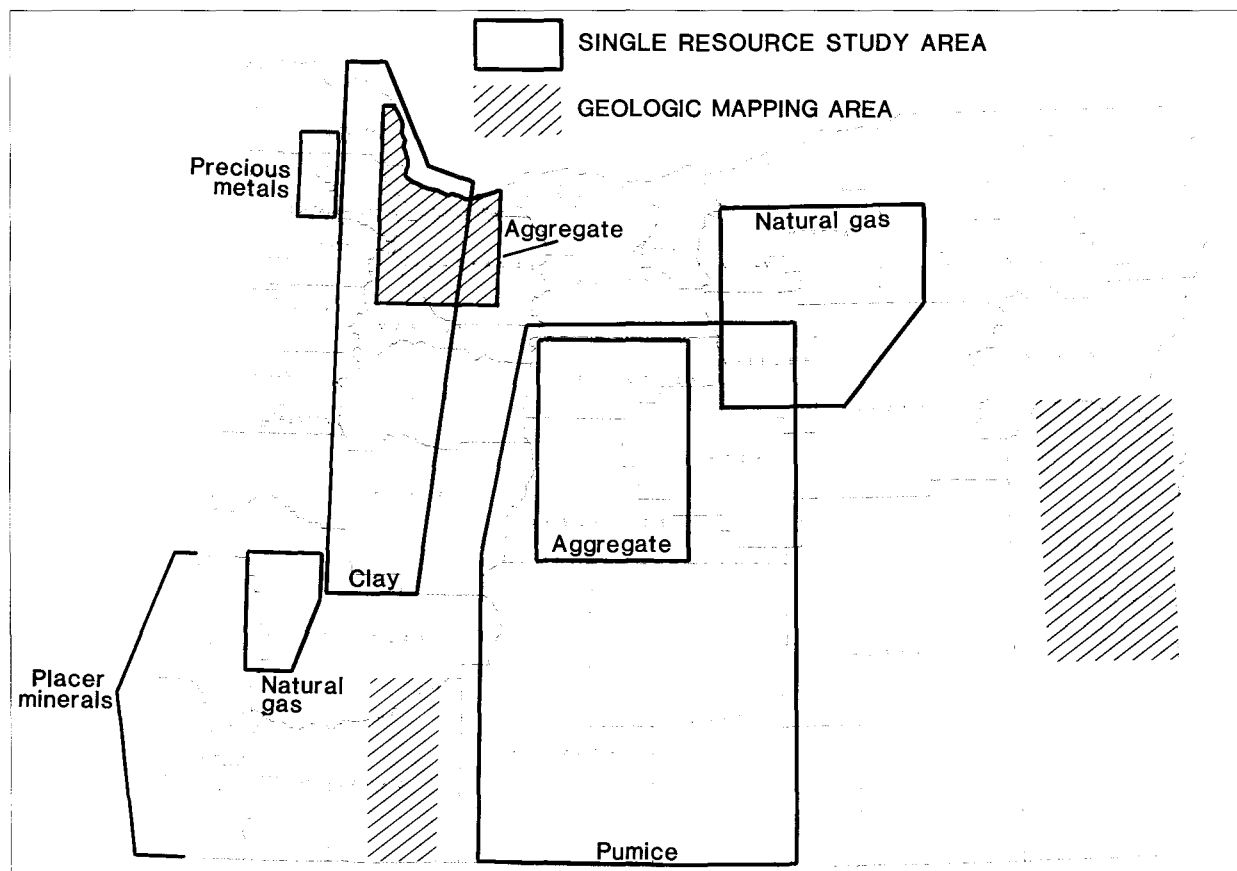 SINGLE RESOURCE STUDY AREA
GEOLOGIC MAPPING AREA
Precious
metals
Aggregate
Natural gas
Aggregate
Clay
Placer
minerals
Natural
gas
Pumice